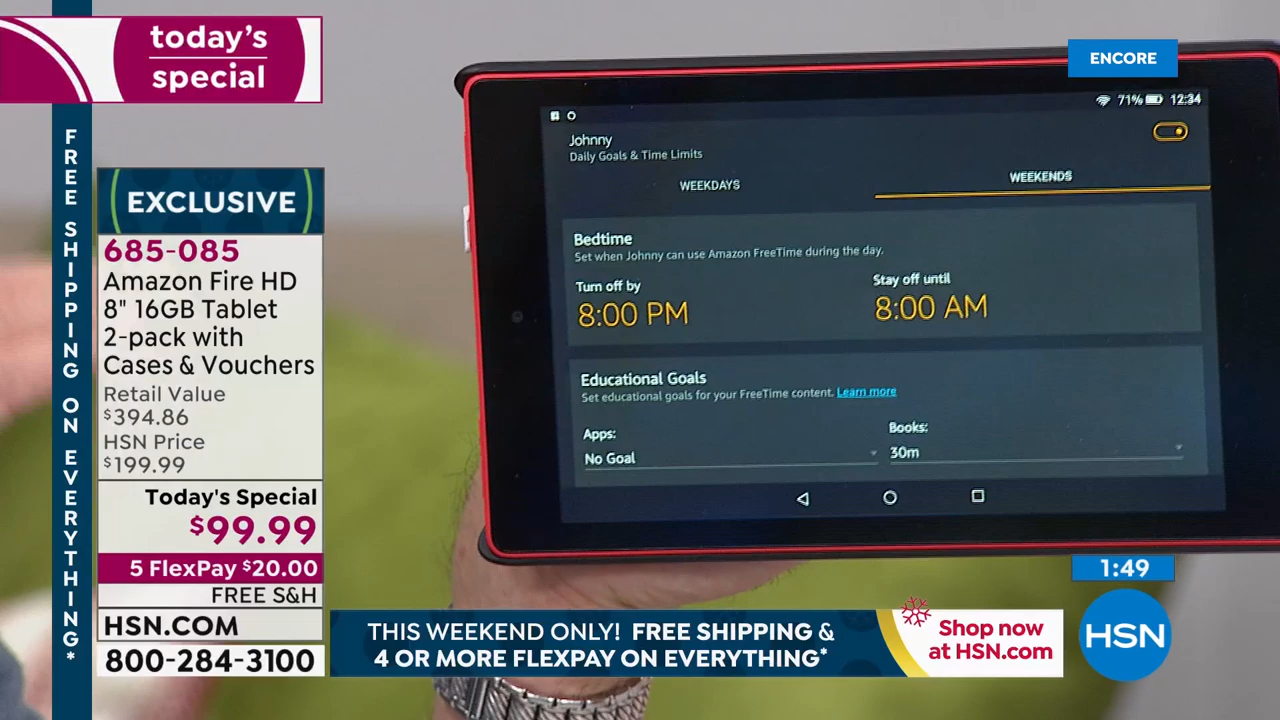 today's
special
FREE SHIPPING ON EVERYTHING*
EXCLUSIVE
685-085
Amazon Fire HD
8" 16GB Tablet
2-pack with
Cases & Vouchers
Retail Value
$394.86
HSN Price
$199.99
Today's Special
$99.99
5 FlexPay $20.00
FREE S&H
HSN.COM
800-284-3100
ENCORE
71% 12:34
Johnny
Daily Goals & Time Limits
WEEKDAYS WEEKENDS
Bedtime
Set when Johnny can use Amazon FreeTime during the day.
Turn off by Stay off until
8:00 PM 8:00 AM
Educational Goals
Set educational goals for your FreeTime content. Learn more
Apps: Books:
No Goal 30m
1:49
THIS WEEKEND ONLY! FREE SHIPPING &
4 OR MORE FLEXPAY ON EVERYTHING*
Shop now
at HSN.com
HSN